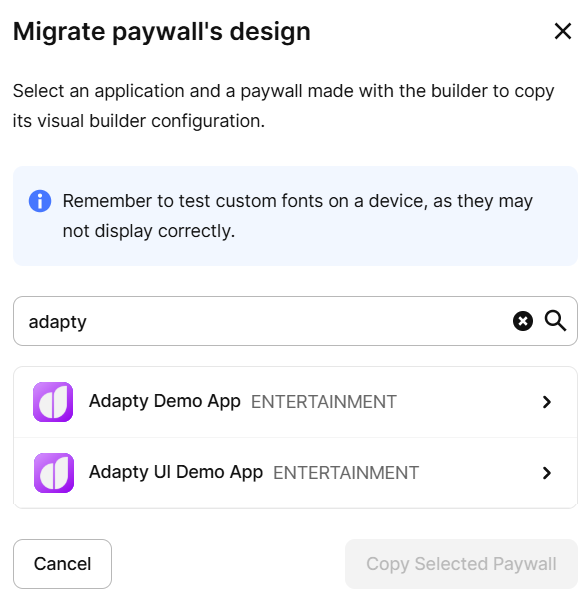 Migrate paywall's design
Select an application and a paywall made with the builder to copy
its visual builder configuration.
Remember to test custom fonts on a device, as they may
not display correctly.
adapty
Adapty Demo App ENTERTAINMENT
Adapty UI Demo App ENTERTAINMENT
Cancel
Copy Selected Paywall